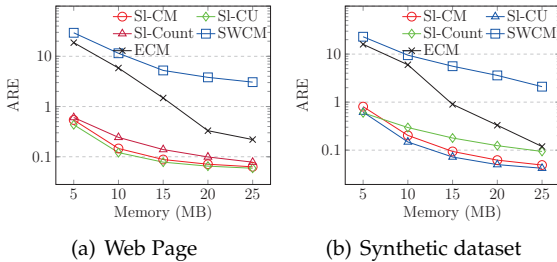 Sl-CM Sl-CU
Sl-Count SWCM
ECM
10
1
0.1
ARE
5 10 15 20 25
Memory (MB)
(a) Web Page
Sl-CM Sl-CU
Sl-Count SWCM
ECM
10
1
0.1
ARE
5 10 15 20 25
Memory (MB)
(b) Synthetic dataset